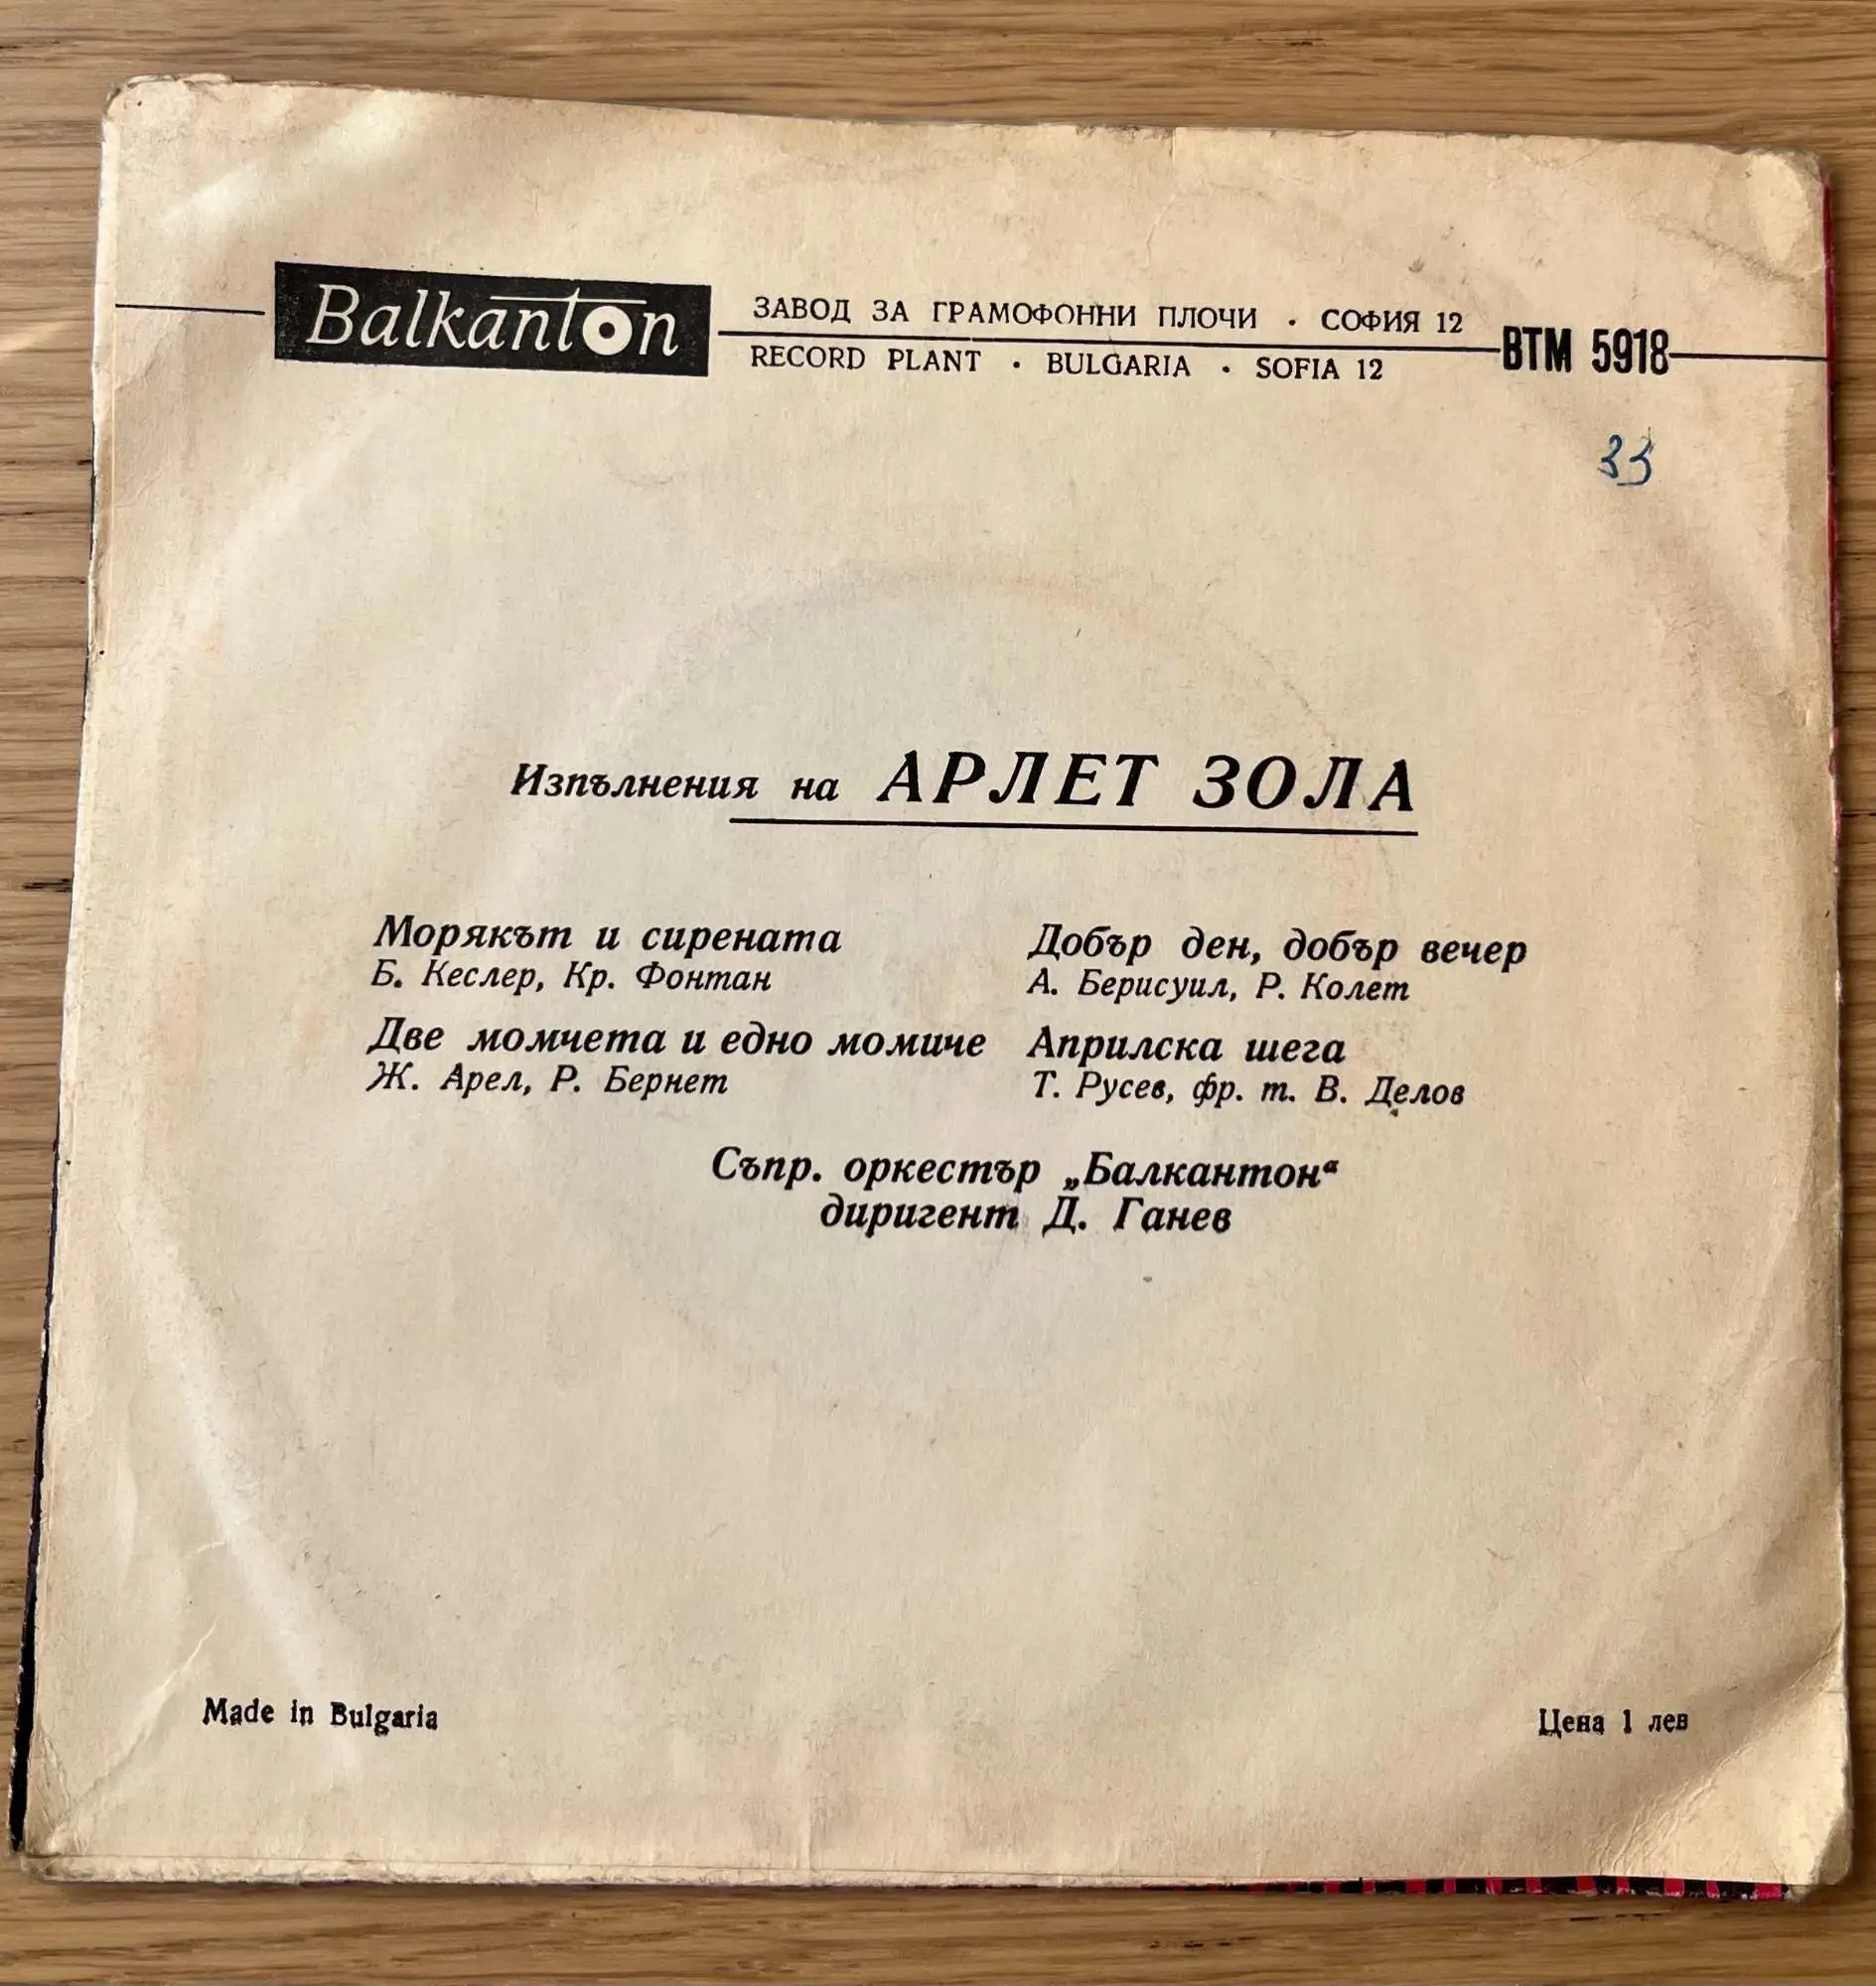 Balkanton
ЗАВОД ЗА ГРАМОФОННИ ПЛОЧИ • СОФИЯ 12
RECORD PLANT • BULGARIA • SOFIA 12
ВТМ 5918
33
Изпълнения на АРЛЕТ ЗОЛА
Морякът и сирената
Б. Кеслер, Кр. Фонтан
Две момчета и едно момиче
Ж. Арел, Р. Бернет
Добър ден, добър вечер
А. Берисуил, Р. Колет
Априлска шега
Т. Русев, фр. т. В. Делов
Съпр. оркестър „Балкантон“
диригент Д. Ганев
Made in Bulgaria
Цена 1 лев